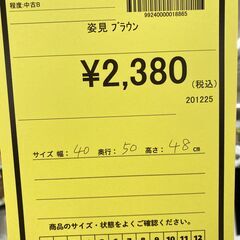 程度:中古B
99240000018865
姿見 ブラウン
¥2,380
(税込)
201225
サイズ 幅: 40 奥行: 50 高さ: 48 cm
商品のサイズ・状態をよくご確認ください。